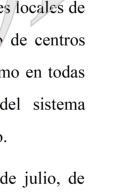 es locales de
o de centros
mo en todas
del sistema
o.
de julio, de